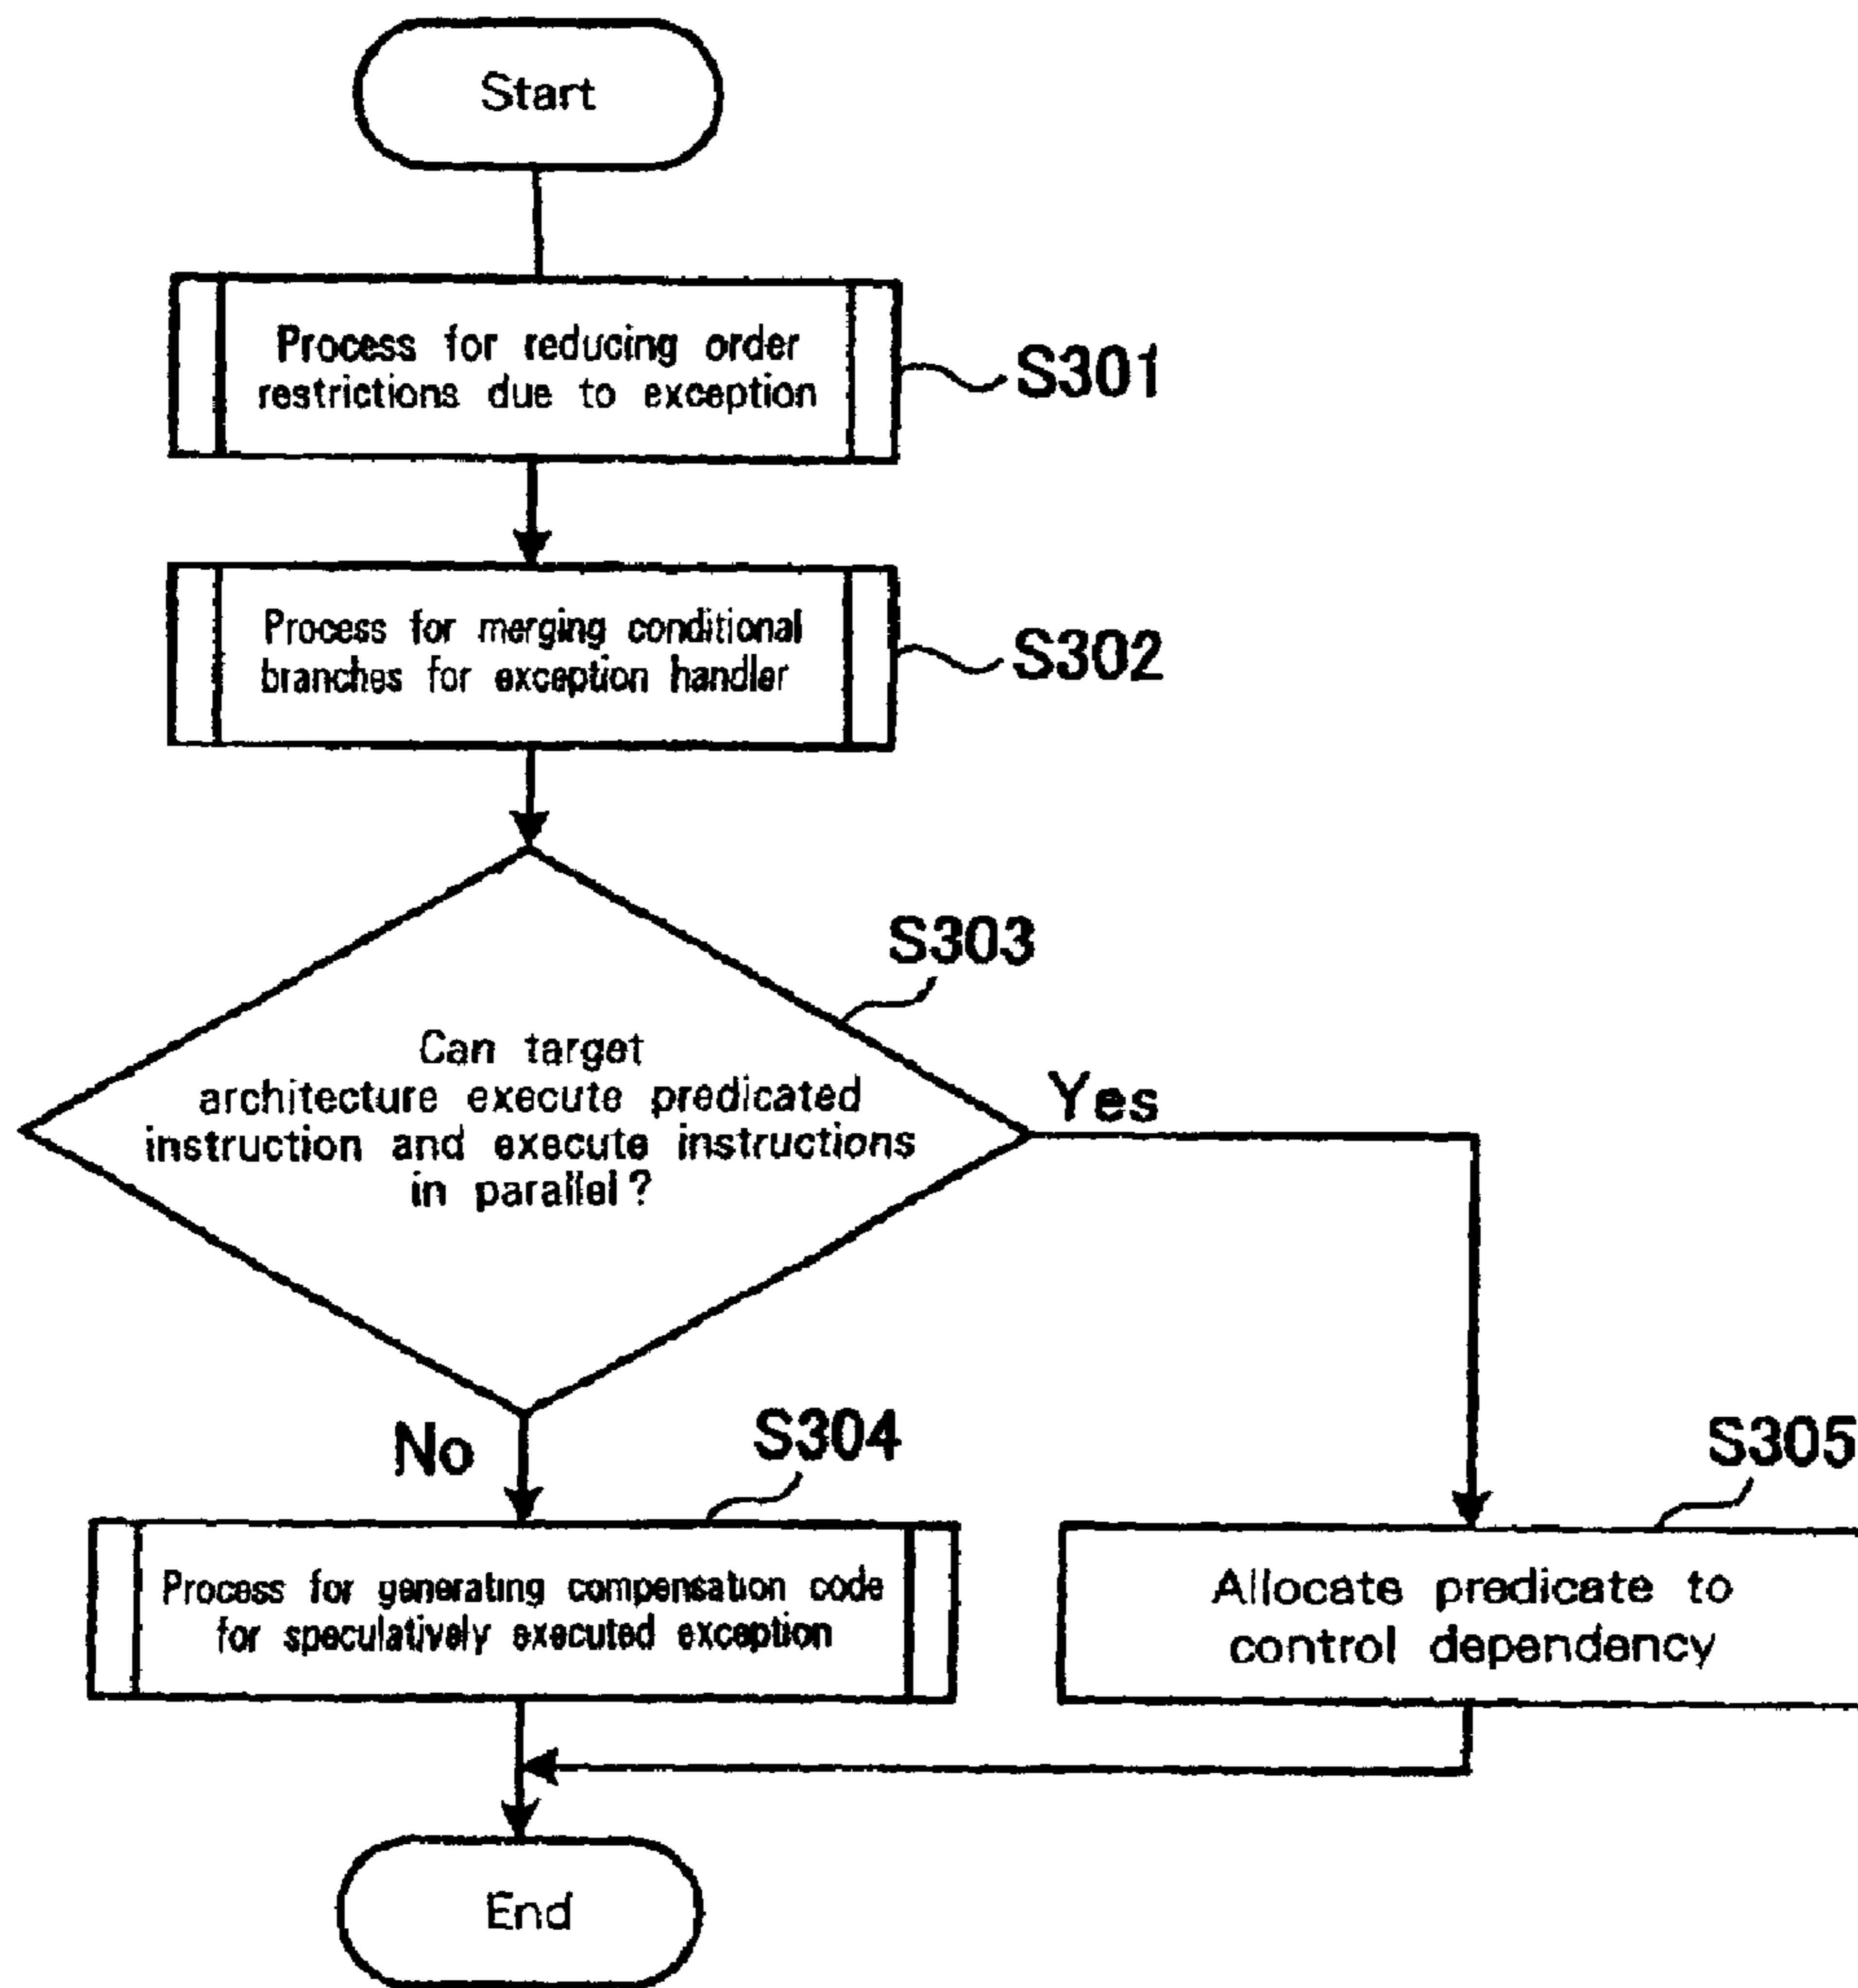 Start
Process for reducing order
restrictions due to exception
S301
Process for merging conditional
branches for exception handler
S302
S303
Can target
architecture execute predicated
instruction and execute instructions
in parallel?
Yes
No
S304
S305
Process for generating compensation code
for speculatively executed exception
Allocate predicate to
control dependency
End